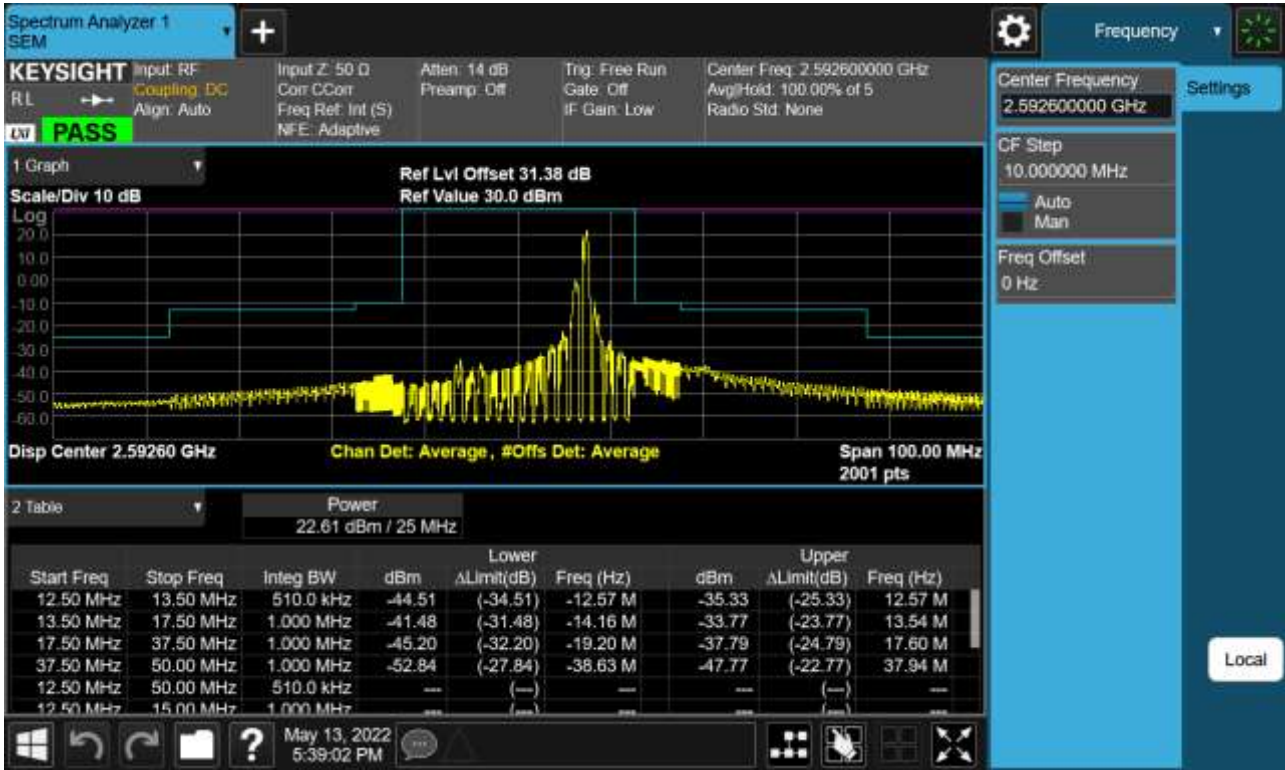 Spectrum Analyzer 1
SEM
+
Frequency
KEYSIGHT
RL
LXI
PASS
Input: RF
Coupling: DC
Align: Auto
Input Z: 50 Ω
Corr CCorr
Freq Ref: Int (S)
NFE: Adaptive
Atten: 14 dB
Preamp: Off
Trig: Free Run
Gate: Off
IF Gain: Low
Center Freq: 2.592600000 GHz
Avg|Hold: 100.00% of 5
Radio Std: None
Center Frequency
2.592600000 GHz
Settings
CF Step
10.000000 MHz
Auto
Man
Freq Offset
0 Hz
Local
1 Graph
Scale/Div 10 dB
Ref Lvl Offset 31.38 dB
Ref Value 30.0 dBm
Log
20.0
10.0
0.00
-10.0
-20.0
-30.0
-40.0
-50.0
-60.0
Disp Center 2.59260 GHz
Chan Det: Average, #Offs Det: Average
Span 100.00 MHz
2001 pts
2 Table
Power
22.61 dBm / 25 MHz
Lower Upper
Start Freq Stop Freq Integ BW dBm ΔLimit(dB) Freq (Hz) dBm ΔLimit(dB) Freq (Hz)
12.50 MHz 13.50 MHz 510.0 kHz -44.51 (-34.51) -12.57 M -35.33 (-25.33) 12.57 M
13.50 MHz 17.50 MHz 1.000 MHz -41.48 (-31.48) -14.16 M -33.77 (-23.77) 13.54 M
17.50 MHz 37.50 MHz 1.000 MHz -45.20 (-32.20) -19.20 M -37.79 (-24.79) 17.60 M
37.50 MHz 50.00 MHz 1.000 MHz -52.84 (-27.84) -38.63 M -47.77 (-22.77) 37.94 M
12.50 MHz 50.00 MHz 510.0 kHz --- (---) --- --- (---) ---
12.50 MHz 15.00 MHz 1.000 MHz --- (---) --- --- (---) ---
?
May 13, 2022
5:39:02 PM